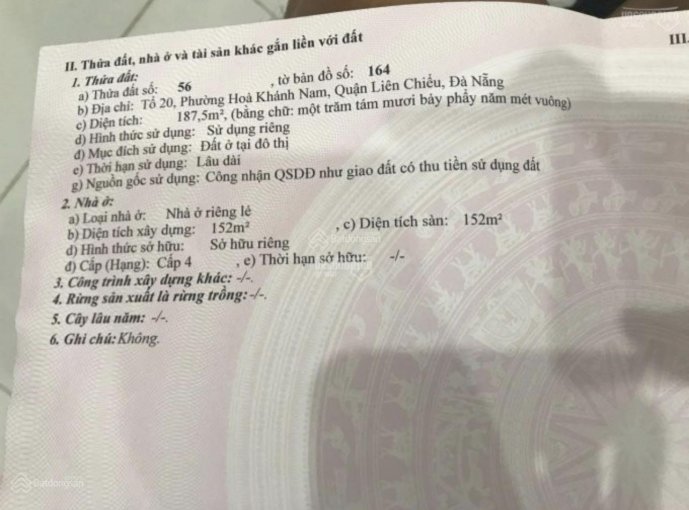 II. Thửa đất, nhà ở và tài sản khác gắn liền với đất
III.
1. Thửa đất:
a) Thửa đất số: 56 , tờ bản đồ số: 164
b) Địa chỉ: Tổ 20, Phường Hoà Khánh Nam, Quận Liên Chiểu, Đà Nẵng
c) Diện tích: 187,5m², (bằng chữ: một trăm tám mươi bảy phẩy năm mét vuông)
d) Hình thức sử dụng: Sử dụng riêng
đ) Mục đích sử dụng: Đất ở tại đô thị
e) Thời hạn sử dụng: Lâu dài
g) Nguồn gốc sử dụng: Công nhận QSDĐ như giao đất có thu tiền sử dụng đất
2. Nhà ở:
a) Loại nhà ở: Nhà ở riêng lẻ
b) Diện tích xây dựng: 152m² , c) Diện tích sàn: 152m²
d) Hình thức sở hữu: Sở hữu riêng
đ) Cấp (Hạng): Cấp 4 , e) Thời hạn sở hữu: -/-
3. Công trình xây dựng khác: -/-.
4. Rừng sản xuất là rừng trồng: -/-.
5. Cây lâu năm: -/-.
6. Ghi chú: Không.
Batdongsan
Batdongsan